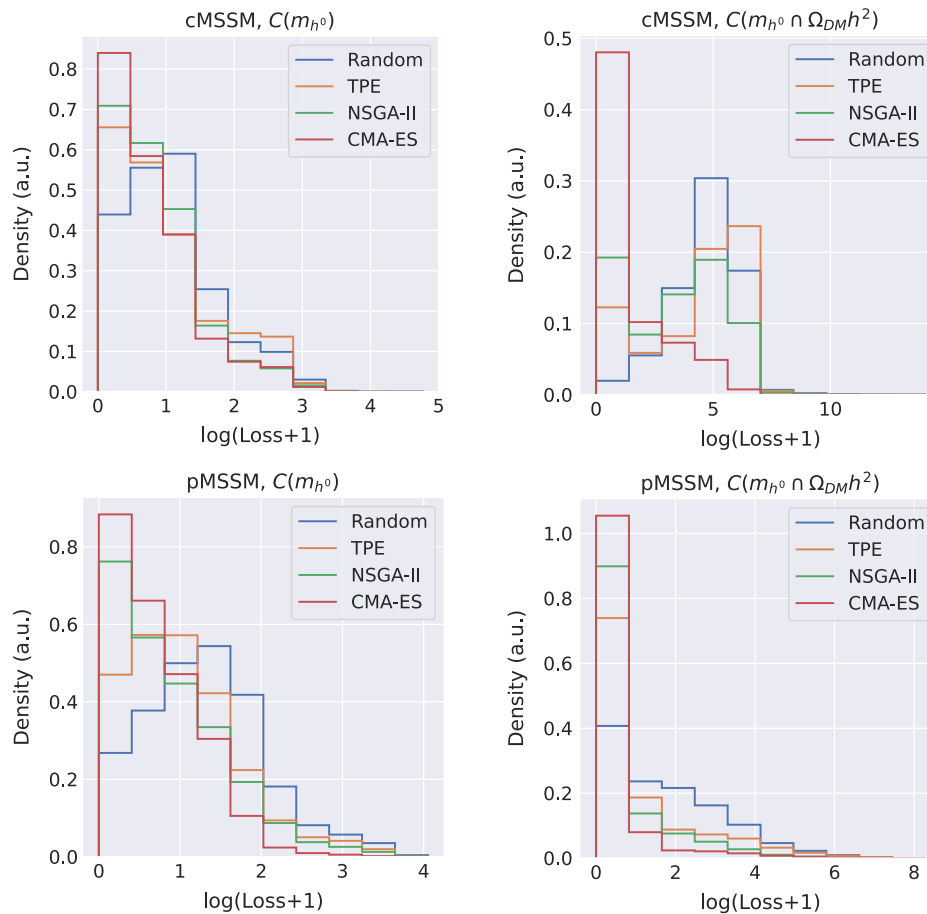 cMSSM, $C(m_{h^0})$
Density (a.u.)
0.8
0.7
0.6
0.5
0.4
0.3
0.2
0.1
0.0
Random
TPE
NSGA-II
CMA-ES
0 1 2 3 4 5
log(Loss+1)
cMSSM, $C(m_{h^0} \cap \Omega_{DM}h^2)$
Density (a.u.)
0.5
0.4
0.3
0.2
0.1
0.0
Random
TPE
NSGA-II
CMA-ES
0 5 10
log(Loss+1)
pMSSM, $C(m_{h^0})$
Density (a.u.)
0.8
0.6
0.4
0.2
0.0
Random
TPE
NSGA-II
CMA-ES
0 1 2 3 4
log(Loss+1)
pMSSM, $C(m_{h^0} \cap \Omega_{DM}h^2)$
Density (a.u.)
1.0
0.8
0.6
0.4
0.2
0.0
Random
TPE
NSGA-II
CMA-ES
0 2 4 6 8
log(Loss+1)